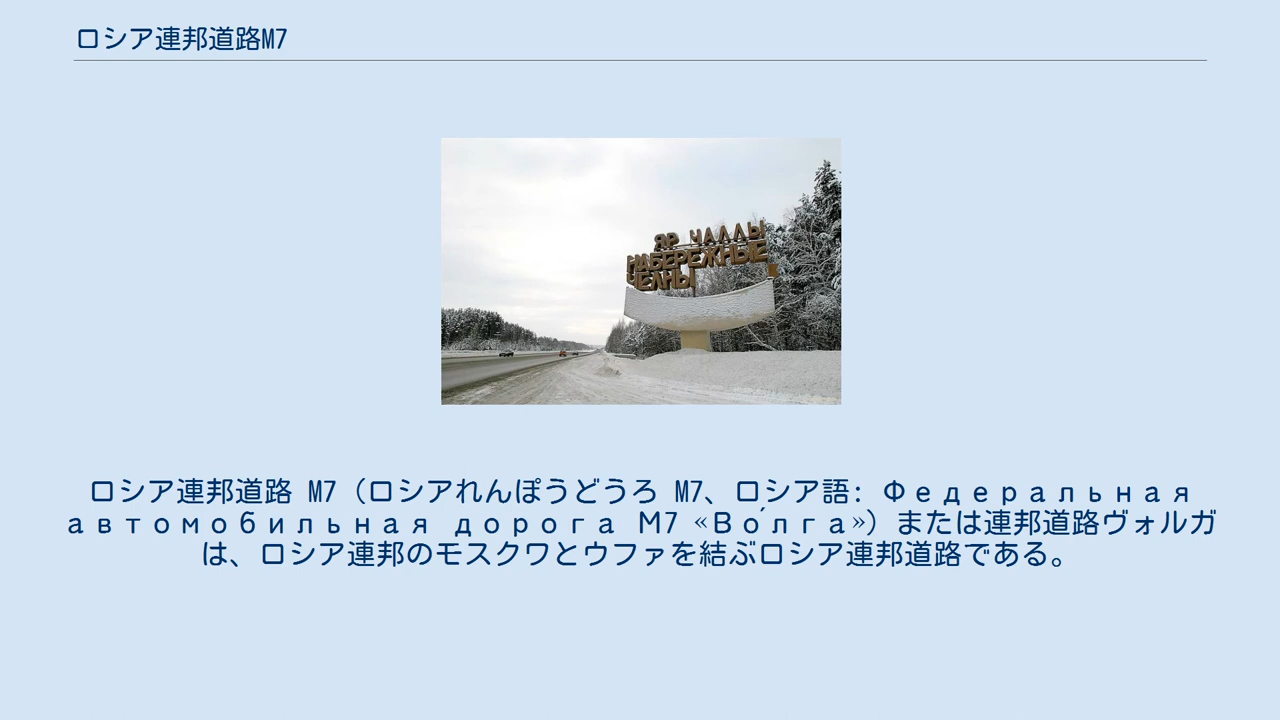 ロシア連邦道路M7
ЯР ЧАЛЛЫ
НАБЕРЕЖНЫЕ
ЧЕЛНЫ
ロシア連邦道路 M7（ロシアれんぽうどうろ M7、ロシア語: Федеральная
автомобильная дорога М7 «Во́лга»）または連邦道路ヴォルガ
は、ロシア連邦のモスクワとウファを結ぶロシア連邦道路である。